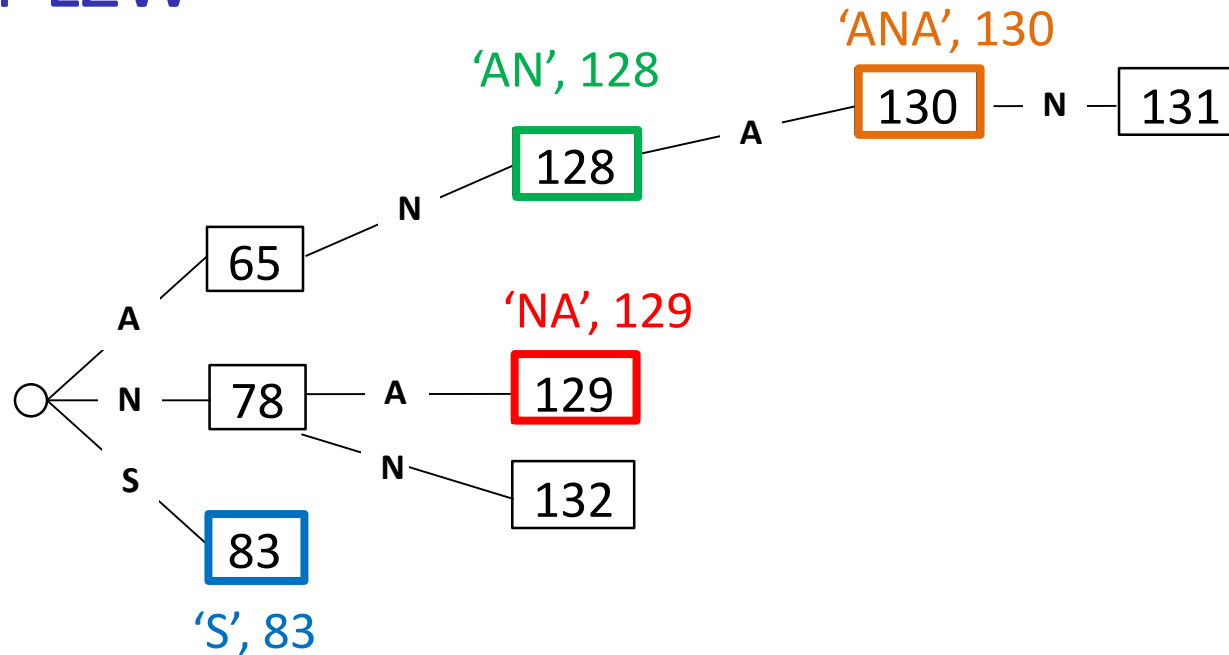 'ANA', 130
'AN', 128
130 N 131
A
128
N
65
'NA', 129
A
N 78 A 129
N
S
132
83
'S', 83